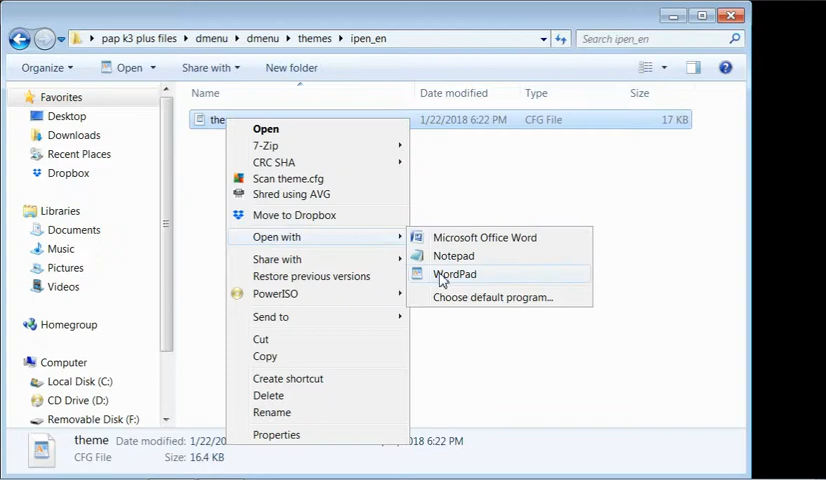 pap k3 plus files dmenu dmenu themes ipen_en
Search ipen_en
Organize Open Share with New folder
Favorites
Desktop
Downloads
Recent Places
Dropbox
Libraries
Documents
Music
Pictures
Videos
Homegroup
Computer
Local Disk (C:)
CD Drive (D:)
Removable Disk (F:)
Name Date modified Type Size
the 1/22/2018 6:22 PM CFG File 17 KB
Open
7-Zip
CRC SHA
Scan theme.cfg
Shred using AVG
Move to Dropbox
Open with
Share with
Restore previous versions
PowerISO
Send to
Cut
Copy
Create shortcut
Delete
Rename
Properties
Microsoft Office Word
Notepad
WordPad
Choose default program...
theme Date modified: 1/22/20 018 6:22 PM
CFG File Size: 16.4 KB